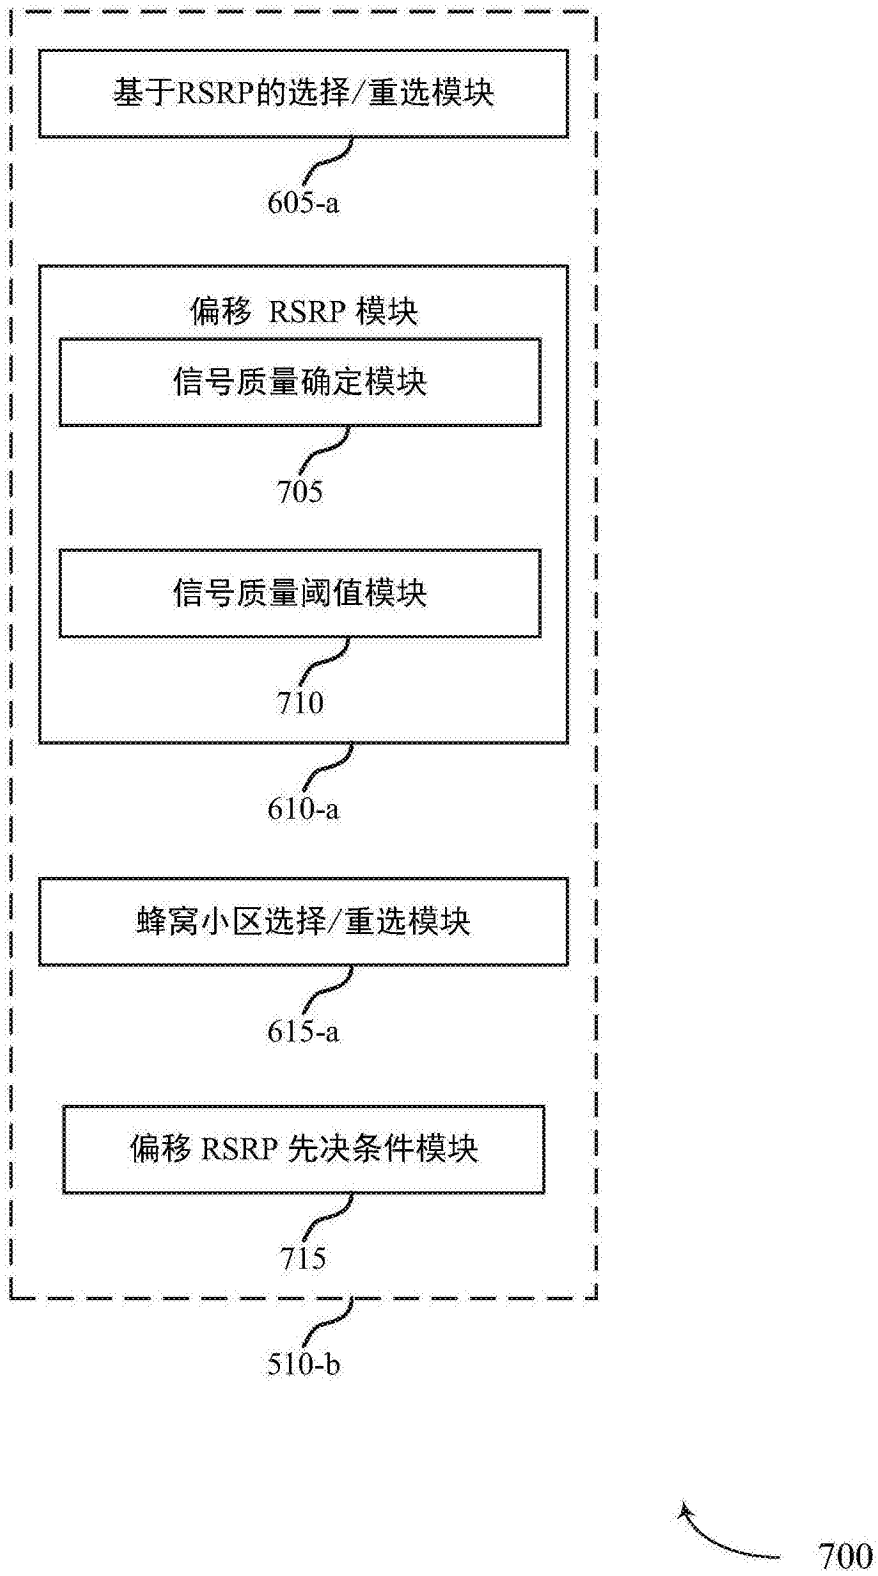 基于RSRP的选择/重选模块
605-a
偏移 RSRP 模块
信号质量确定模块
705
信号质量阈值模块
710
610-a
蜂窝小区选择/重选模块
615-a
偏移 RSRP 先决条件模块
715
510-b
700